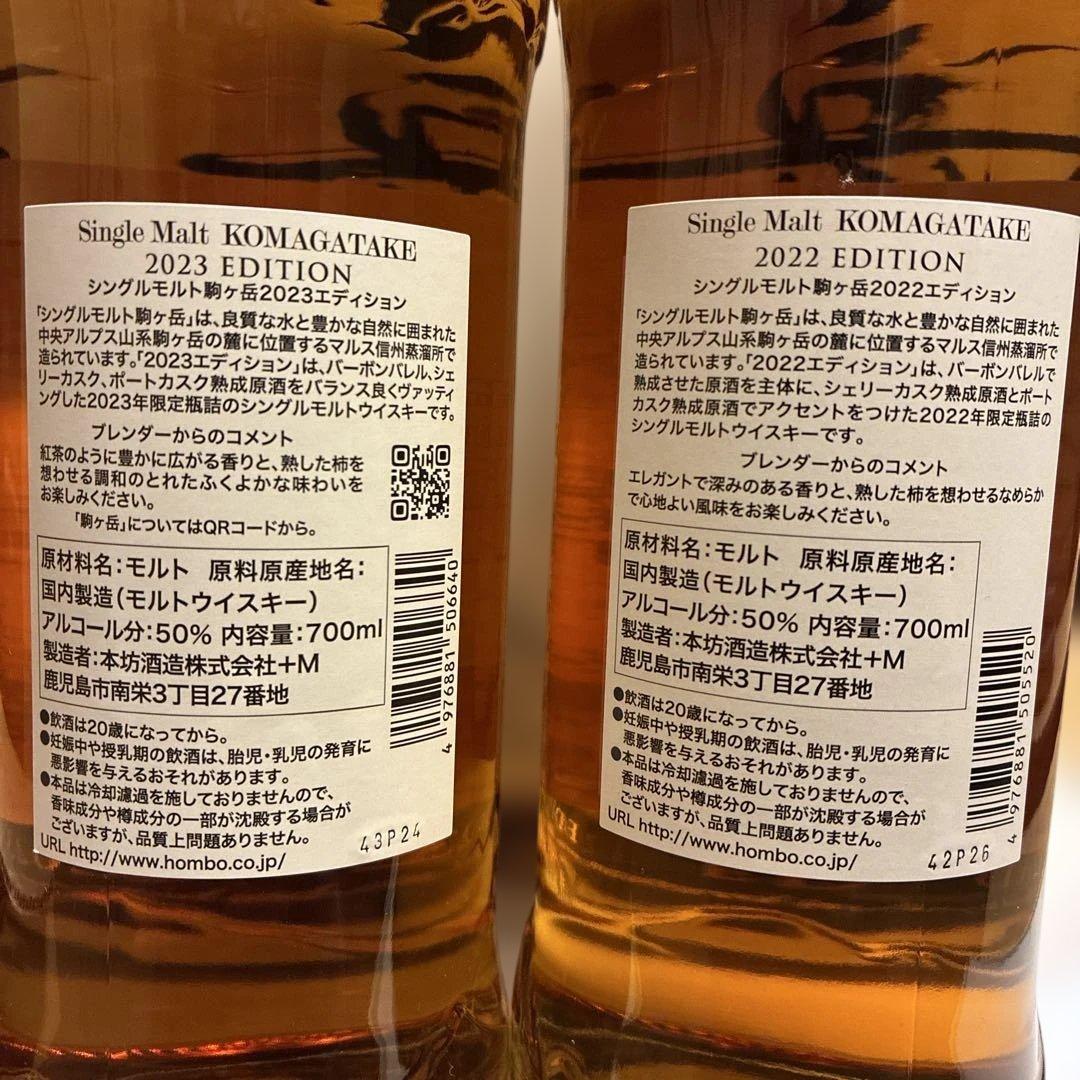 Single Malt KOMAGATAKE
2023 EDITION
シングルモルト駒ヶ岳2023エディション
「シングルモルト駒ヶ岳」は、良質な水と豊かな自然に囲まれた
中央アルプス山系駒ヶ岳の麓に位置するマルス信州蒸溜所で
造られています。「2023エディション」は、バーボンバレル、シェ
リーカスク、ポートカスク熟成原酒をバランス良くヴァッティ
ングした2023年限定瓶詰のシングルモルトウイスキーです。
ブレンダーからのコメント
紅茶のように豊かに広がる香りと、熟した柿を
想わせる調和のとれたふくよかな味わいを
お楽しみください。
「駒ヶ岳」についてはQRコードから。
原材料名：モルト 原料原産地名：
国内製造（モルトウイスキー）
アルコール分：50% 内容量：700ml
製造者：本坊酒造株式会社+M
鹿児島市南栄3丁目27番地
4 976881 506640
●飲酒は20歳になってから。
●妊娠中や授乳期の飲酒は、胎児・乳児の発育に
悪影響を与えるおそれがあります。
●本品は冷却濾過を施しておりませんので、
香味成分や樽成分の一部が沈殿する場合が
ございますが、品質上問題ありません。
URL http://www.hombo.co.jp/
43P24
Single Malt KOMAGATAKE
2022 EDITION
シングルモルト駒ヶ岳2022エディション
「シングルモルト駒ヶ岳」は、良質な水と豊かな自然に囲まれた
中央アルプス山系駒ヶ岳の麓に位置するマルス信州蒸溜所で
造られています。「2022エディション」は、バーボンバレルで
熟成させた原酒を主体に、シェリーカスク熟成原酒とポート
カスク熟成原酒でアクセントをつけた2022年限定瓶詰の
シングルモルトウイスキーです。
ブレンダーからのコメント
エレガントで深みのある香りと、熟した柿を想わせるなめらか
で心地よい風味をお楽しみください。
原材料名：モルト 原料原産地名：
国内製造（モルトウイスキー）
アルコール分：50% 内容量：700ml
製造者：本坊酒造株式会社+M
鹿児島市南栄3丁目27番地
4 976881 505520
●飲酒は20歳になってから。
●妊娠中や授乳期の飲酒は、胎児・乳児の発育に
悪影響を与えるおそれがあります。
●本品は冷却濾過を施しておりませんので、
香味成分や樽成分の一部が沈殿する場合が
ございますが、品質上問題ありません。
URL http://www.hombo.co.jp/
42P26